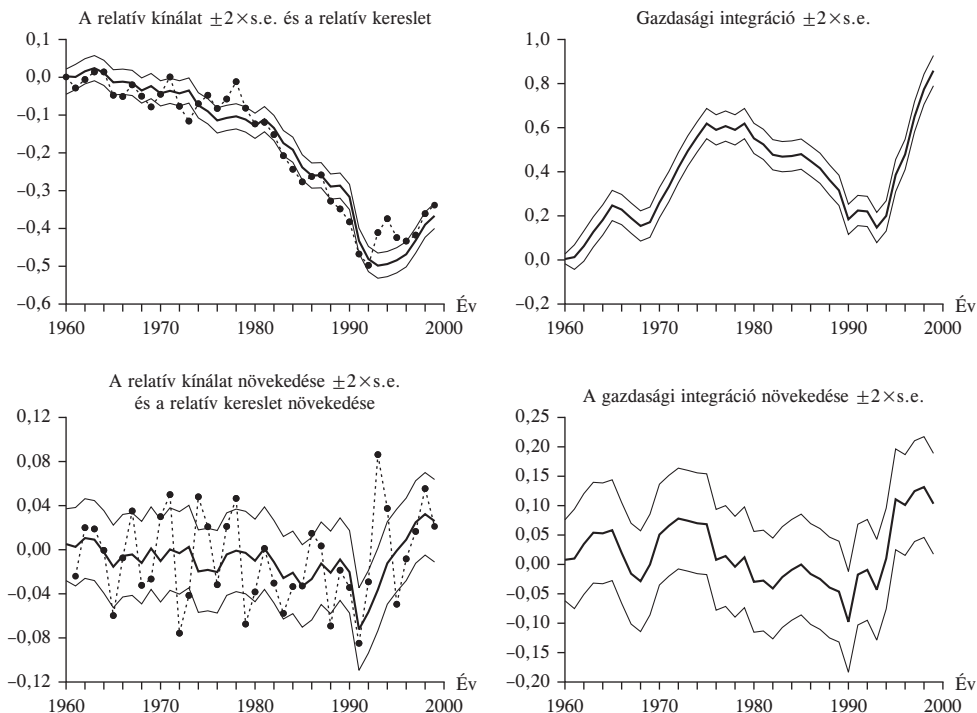 A relatív kínálat ±2×s.e. és a relatív kereslet
0,1
0,0
–0,1
–0,2
–0,3
–0,4
–0,5
–0,6
1960 1970 1980 1990 2000
Év
Gazdasági integráció ±2×s.e.
1,0
0,8
0,6
0,4
0,2
0,0
–0,2
1960 1970 1980 1990 2000
Év
A relatív kínálat növekedése ±2×s.e.
és a relatív kereslet növekedése
0,12
0,08
0,04
0,00
–0,04
–0,08
–0,12
1960 1970 1980 1990 2000
Év
A gazdasági integráció növekedése ±2×s.e.
0,25
0,20
0,15
0,10
0,05
0,00
–0,05
–0,10
–0,15
–0,20
1960 1970 1980 1990 2000
Év